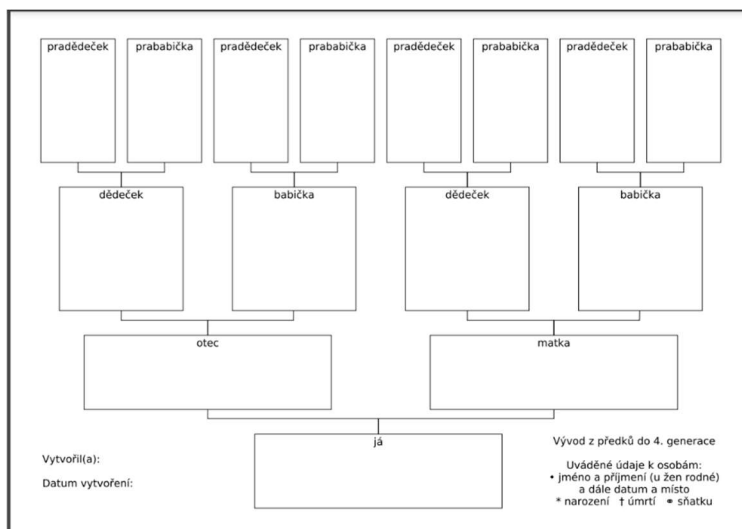 pradědeček
prababička
pradědeček
prababička
pradědeček
prababička
pradědeček
prababička
dědeček
babička
dědeček
babička
otec
matka
já
Vytvořil(a):
Datum vytvoření:
Vývod z předků do 4. generace
Uváděné údaje k osobám:
• jméno a příjmení (u žen rodné)
a dále datum a místo
* narození † úmrtí ⚭ sňatku